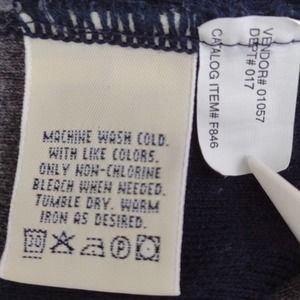 MACHINE WASH COLD.
WITH LIKE COLORS.
ONLY NON-CHLORINE
BLEACH WHEN NEEDED.
TUMBLE DRY. WARM
IRON AS DESIRED.
30
P
VENDOR# 01057
DEPT# 017
CATALOG ITEM# F846